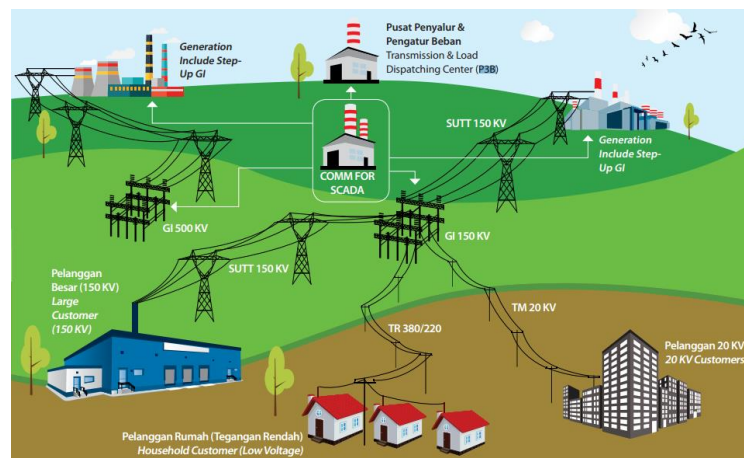 Generation
Include Step-
Up GI
Pusat Penyalur &
Pengatur Beban
Transmission & Load
Dispatching Center (P3B)
SUTT 150 KV
Generation
Include Step-
Up GI
COMM FOR
SCADA
GI 500 KV
GI 150 KV
SUTT 150 KV
Pelanggan
Besar (150 KV)
Large
Customer
(150 KV)
TM 20 KV
TR 380/220
Pelanggan 20 KV
20 KV Customers
Pelanggan Rumah (Tegangan Rendah)
Household Customer (Low Voltage)